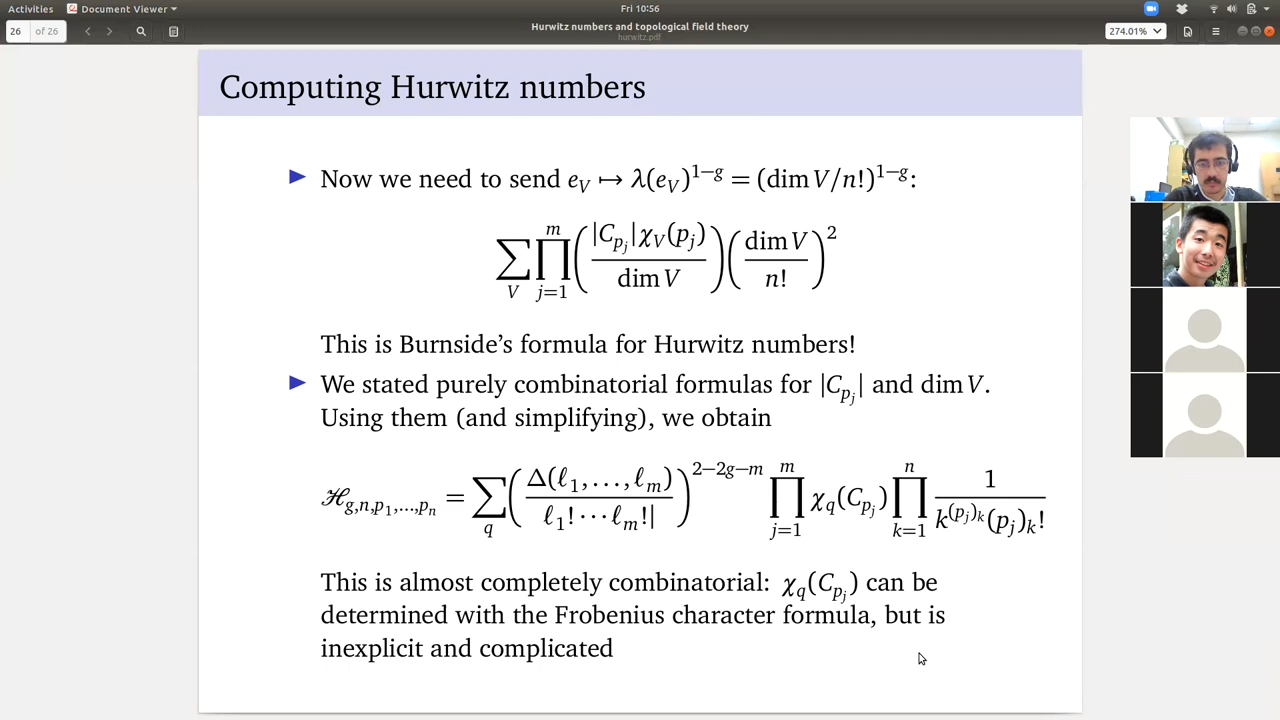 Activities
Document Viewer
Fri 10:56
26 of 26
Hurwitz numbers and topological field theory
hurwitz.pdf
274.01%
Computing Hurwitz numbers
▶ Now we need to send e_V ↦ λ(e_V)^{1−g} = (dim V/n!)^{1−g}:
∑_V ∏_{j=1}^{m} (|C_{p_j}|χ_V(p_j) / dim V) (dim V / n!)^2
This is Burnside's formula for Hurwitz numbers!
▶ We stated purely combinatorial formulas for |C_{p_j}| and dim V.
Using them (and simplifying), we obtain
ℋ_{g,n,p_1,...,p_n} = ∑_q (Δ(ℓ_1,...,ℓ_m) / ℓ_1! ⋯ ℓ_m!|)^{2−2g−m} ∏_{j=1}^{m} χ_q(C_{p_j}) ∏_{k=1}^{n} 1 / k^{(p_j)_k}(p_j)_k!
This is almost completely combinatorial: χ_q(C_{p_j}) can be
determined with the Frobenius character formula, but is
inexplicit and complicated